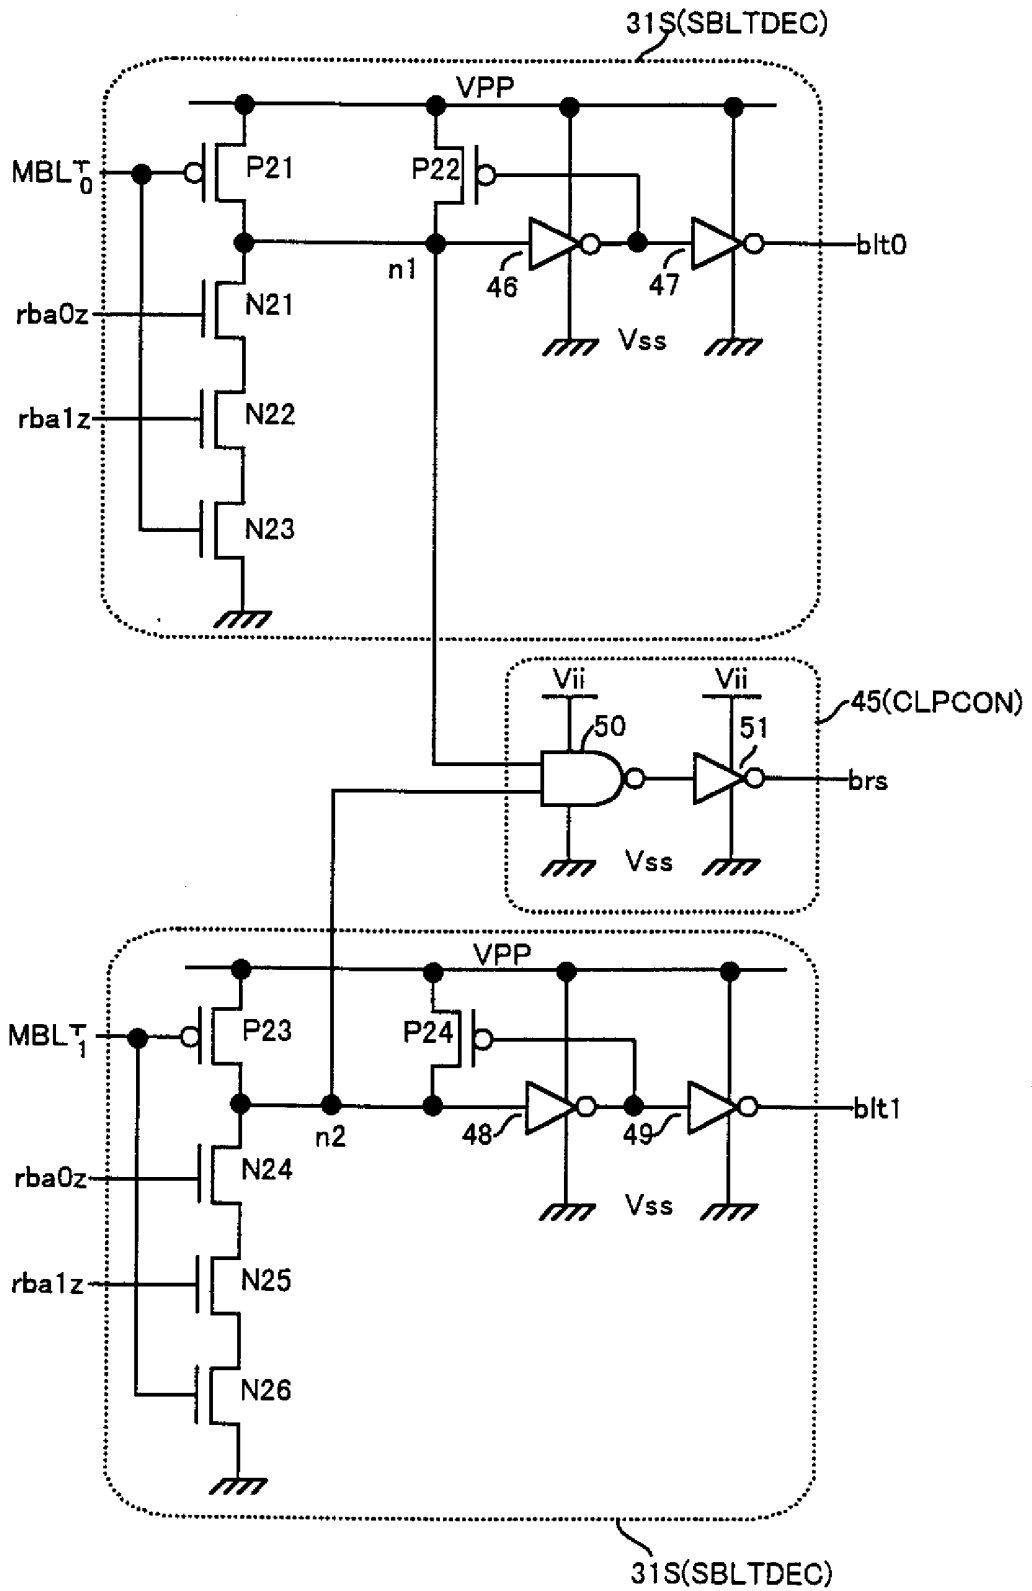 31S(SBLTDEC)
VPP
MBLT0
P21
P22
n1
46
47
blt0
rba0z
N21
Vss
rba1z
N22
N23
Vii
Vii
45(CLPCON)
50
51
brs
Vss
VPP
MBLT1
P23
P24
n2
48
49
blt1
rba0z
N24
Vss
rba1z
N25
N26
31S(SBLTDEC)